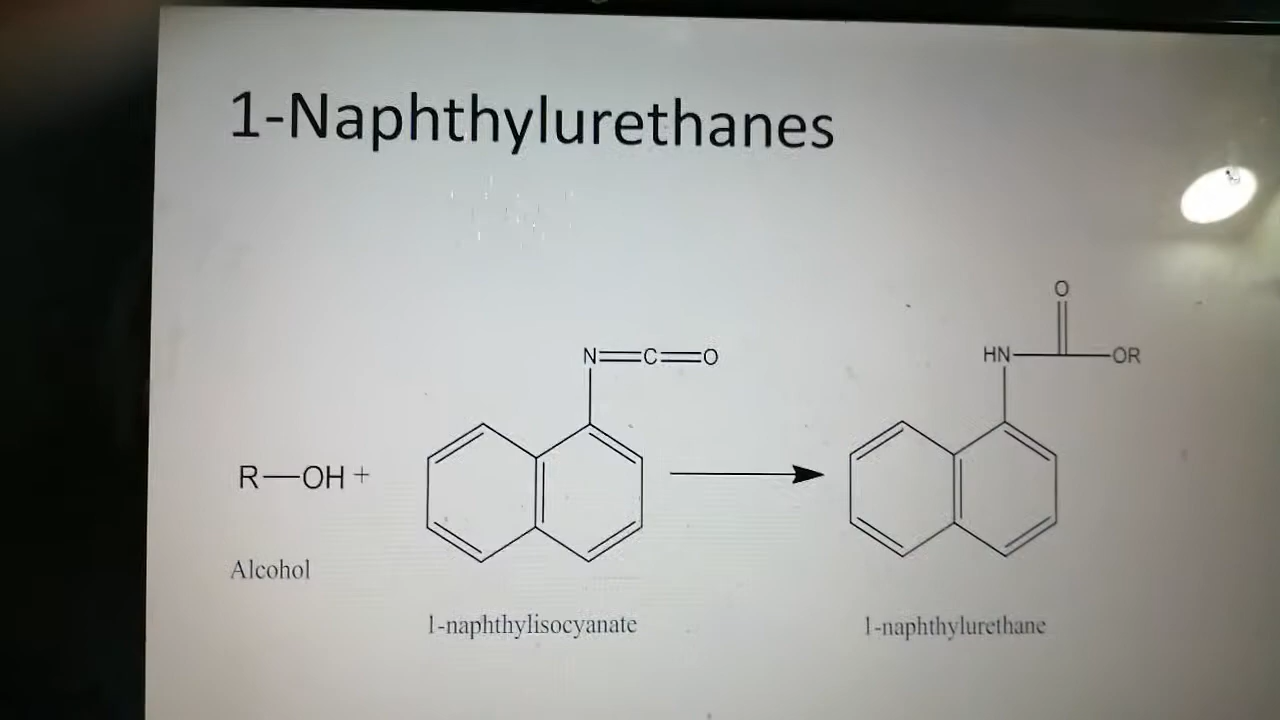 1-Naphthylurethanes
O
N=C=O
HN
OR
R—OH +
Alcohol
1-naphthylisocyanate
1-naphthylurethane